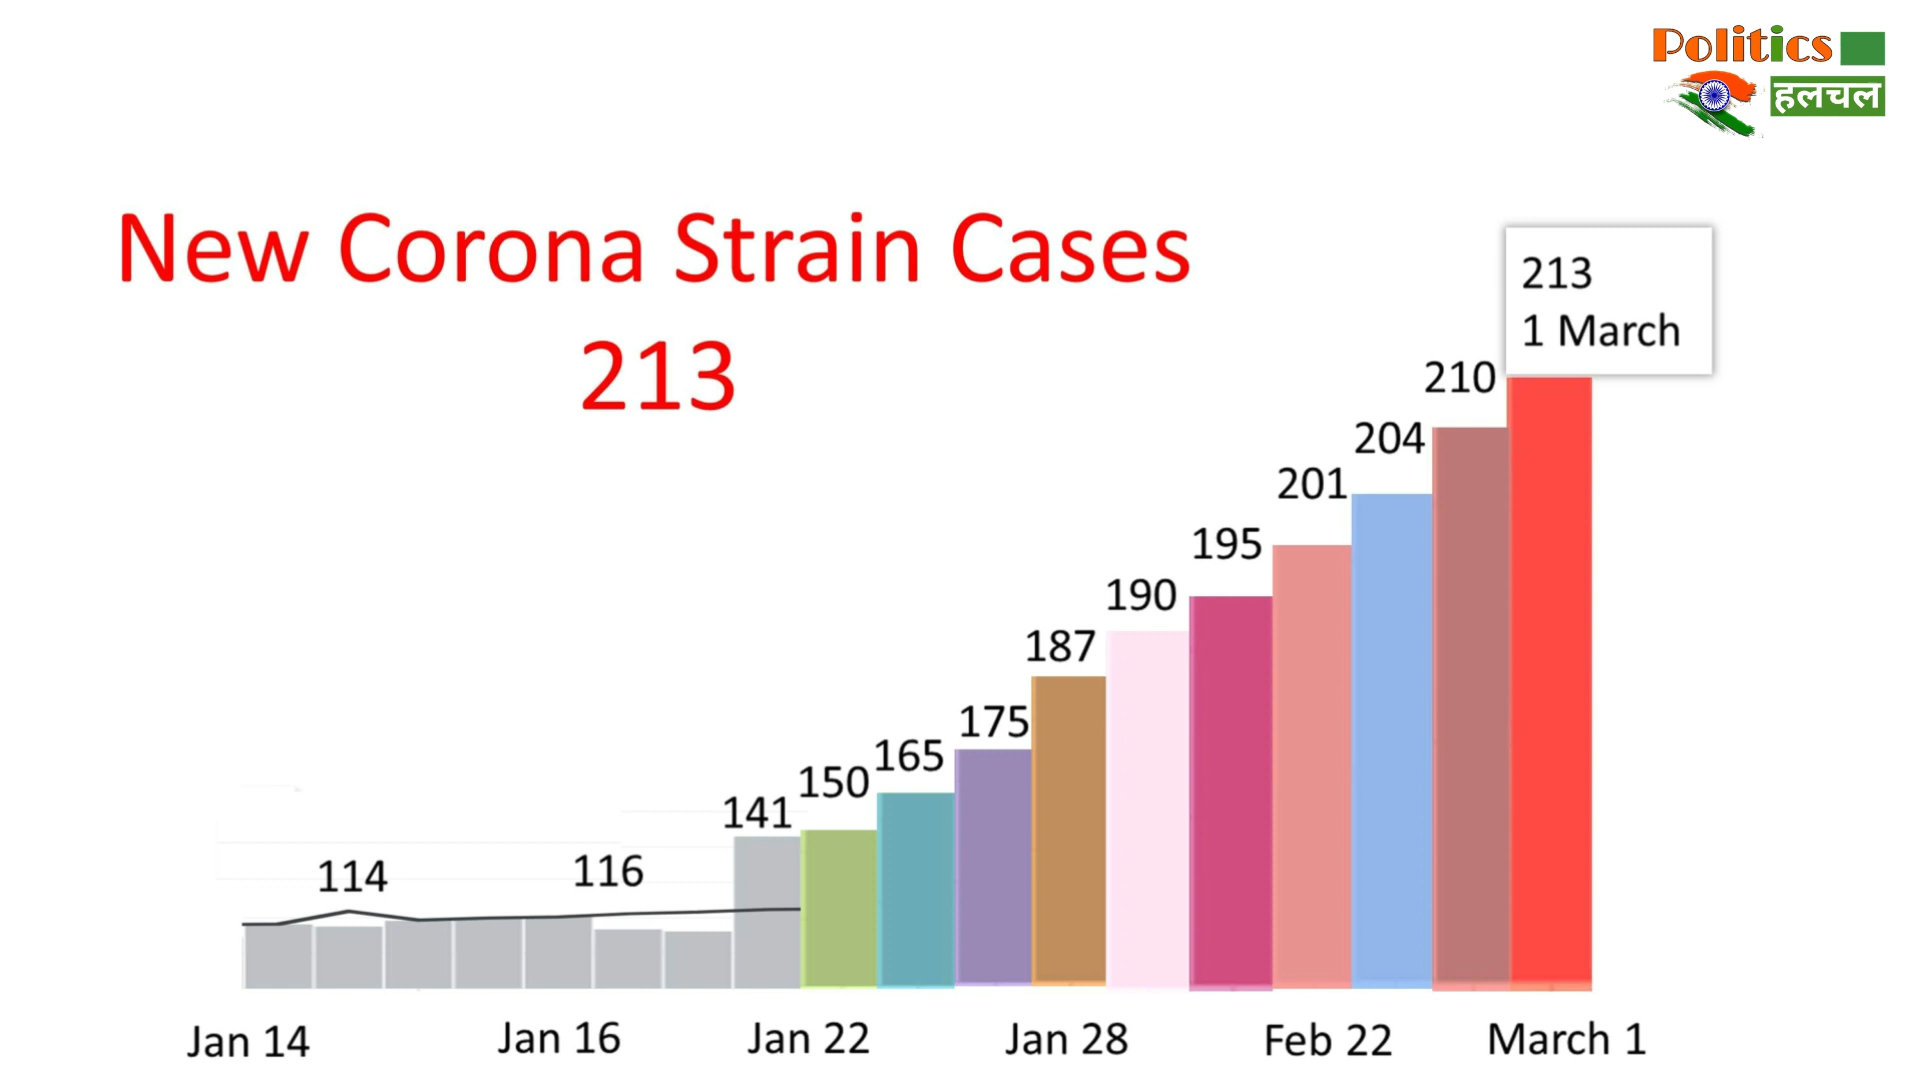 Politics
हलचल
New Corona Strain Cases
213
213
1 March
210
204
201
195
190
187
175
165
150
141
116
114
Jan 14
Jan 16
Jan 22
Jan 28
Feb 22
March 1